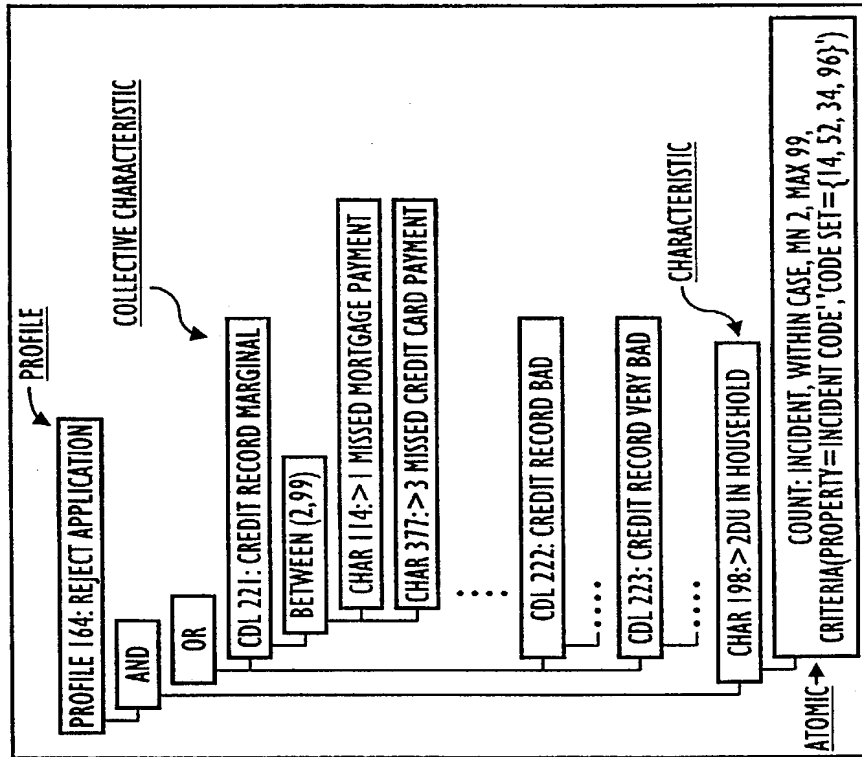 PROFILE
PROFILE 164: REJECT APPLICATION
AND
OR
COLLECTIVE CHARACTERISTIC
CDL 221: CREDIT RECORD MARGINAL
BETWEEN (2,99)
CHAR 114:>1 MISSED MORTGAGE PAYMENT
CHAR 377:>3 MISSED CREDIT CARD PAYMENT
CDL 222: CREDIT RECORD BAD
CDL 223: CREDIT RECORD VERY BAD
CHARACTERISTIC
CHAR 198:>2DU IN HOUSEHOLD
ATOMIC
COUNT: INCIDENT, WITHIN CASE, MN 2, MAX 99,
CRITERIA(PROPERTY=INCIDENT CODE','CODE SET={14, 52, 34, 96}')